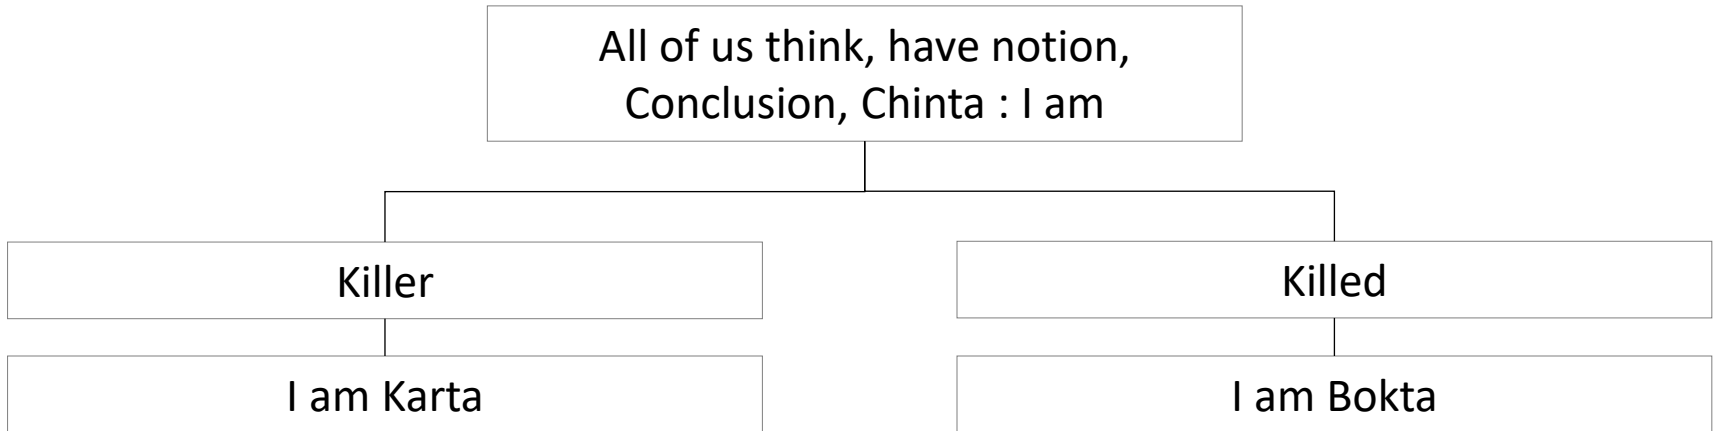 All of us think, have notion,
Conclusion, Chinta : I am
Killer
Killed
I am Karta
I am Bokta